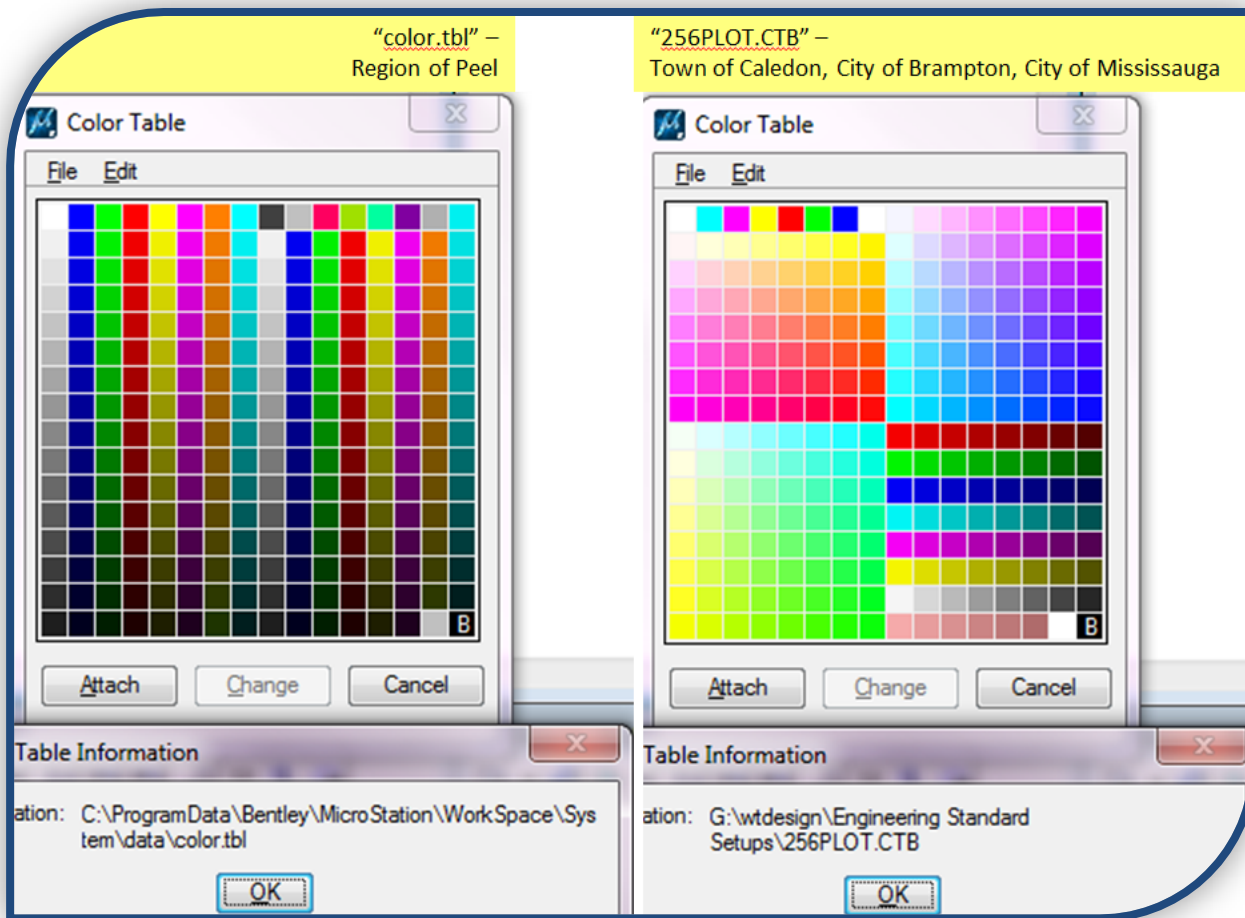 “color.tbl” –
Region of Peel
Color Table
File Edit
B
Attach Change Cancel
Table Information
ation: C:\ProgramData\Bentley\MicroStation\WorkSpace\Sys
tem\data\color.tbl
OK
“256PLOT.CTB” –
Town of Caledon, City of Brampton, City of Mississauga
Color Table
File Edit
B
Attach Change Cancel
Table Information
ation: G:\wtdesign\Engineering Standard
Setups\256PLOT.CTB
OK